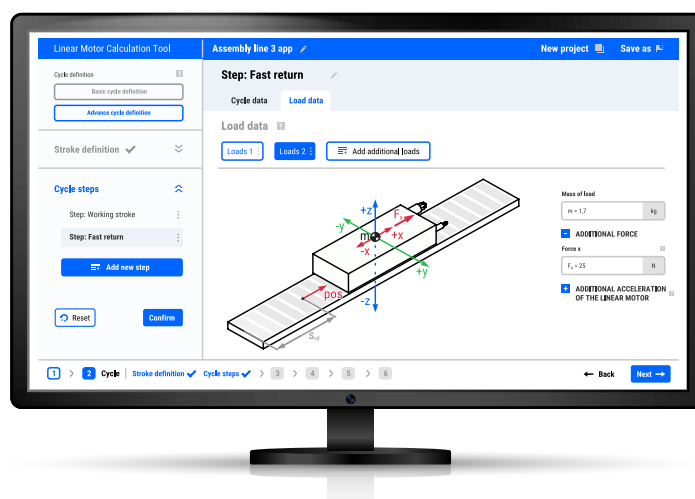 Linear Motor Calculation Tool
Assembly line 3 app
New project
Save as
Cycle definition ?
Basic cycle definition
Advance cycle definition
Stroke definition
Cycle steps
Step: Working stroke
Step: Fast return
Add new step
Reset
Confirm
Step: Fast return
Cycle data
Load data
Load data ?
Loads 1
Loads 2
Add additional loads
+z
Fx
-y
m
+x
-x
+y
pos
-z
Srd
Mass of load
m = 1,7 kg
- ADDITIONAL FORCE
Force x ?
Fx = 25 N
+ ADDITIONAL ACCELERATION
OF THE LINEAR MOTOR ?
1 > 2 Cycle | Stroke definition Cycle steps > 3 > 4 > 5 > 6
Back
Next